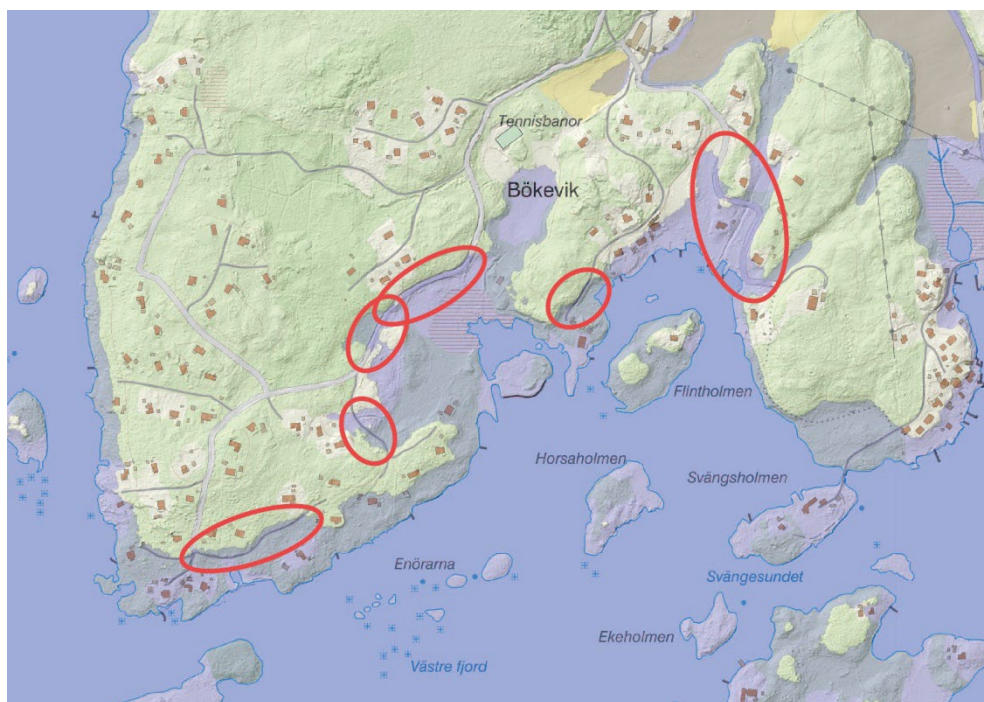 Tennisbanor
Bökevik
Flintholmen
Horsaholmen
Svängsholmen
Enörarna
Svängesundet
Ekeholmen
Västre fjord